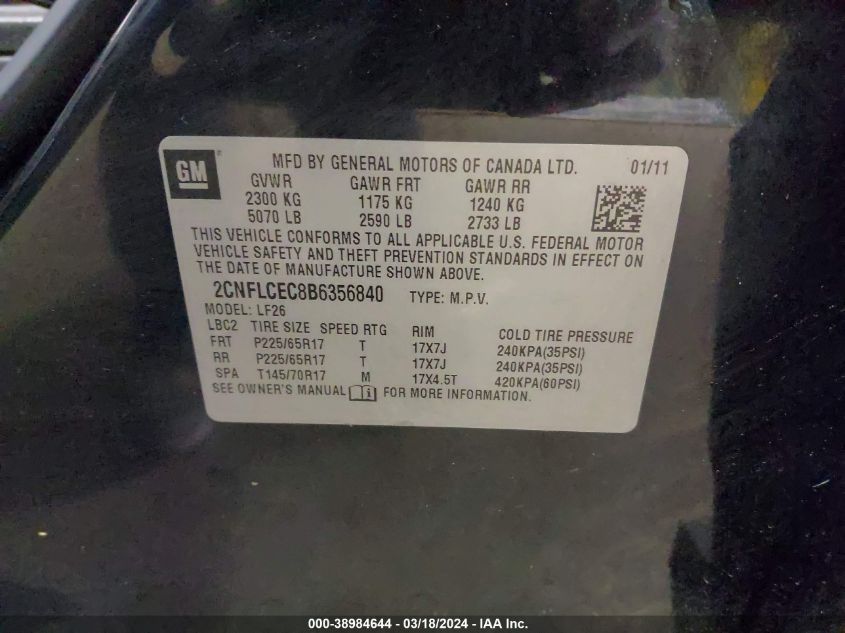 GM
MFD BY GENERAL MOTORS OF CANADA LTD. 01/11
GVWR GAWR FRT GAWR RR
2300 KG 1175 KG 1240 KG
5070 LB 2590 LB 2733 LB
THIS VEHICLE CONFORMS TO ALL APPLICABLE U.S. FEDERAL MOTOR
VEHICLE SAFETY AND THEFT PREVENTION STANDARDS IN EFFECT ON
THE DATE OF MANUFACTURE SHOWN ABOVE.
2CNFLCEC8B6356840 TYPE: M.P.V.
MODEL: LF26
LBC2 TIRE SIZE SPEED RTG RIM COLD TIRE PRESSURE
FRT P225/65R17 T 17X7J 240KPA(35PSI)
RR P225/65R17 T 17X7J 240KPA(35PSI)
SPA T145/70R17 M 17X4.5T 420KPA(60PSI)
SEE OWNER'S MANUAL i FOR MORE INFORMATION.
000-38984644 - 03/18/2024 - IAA Inc.